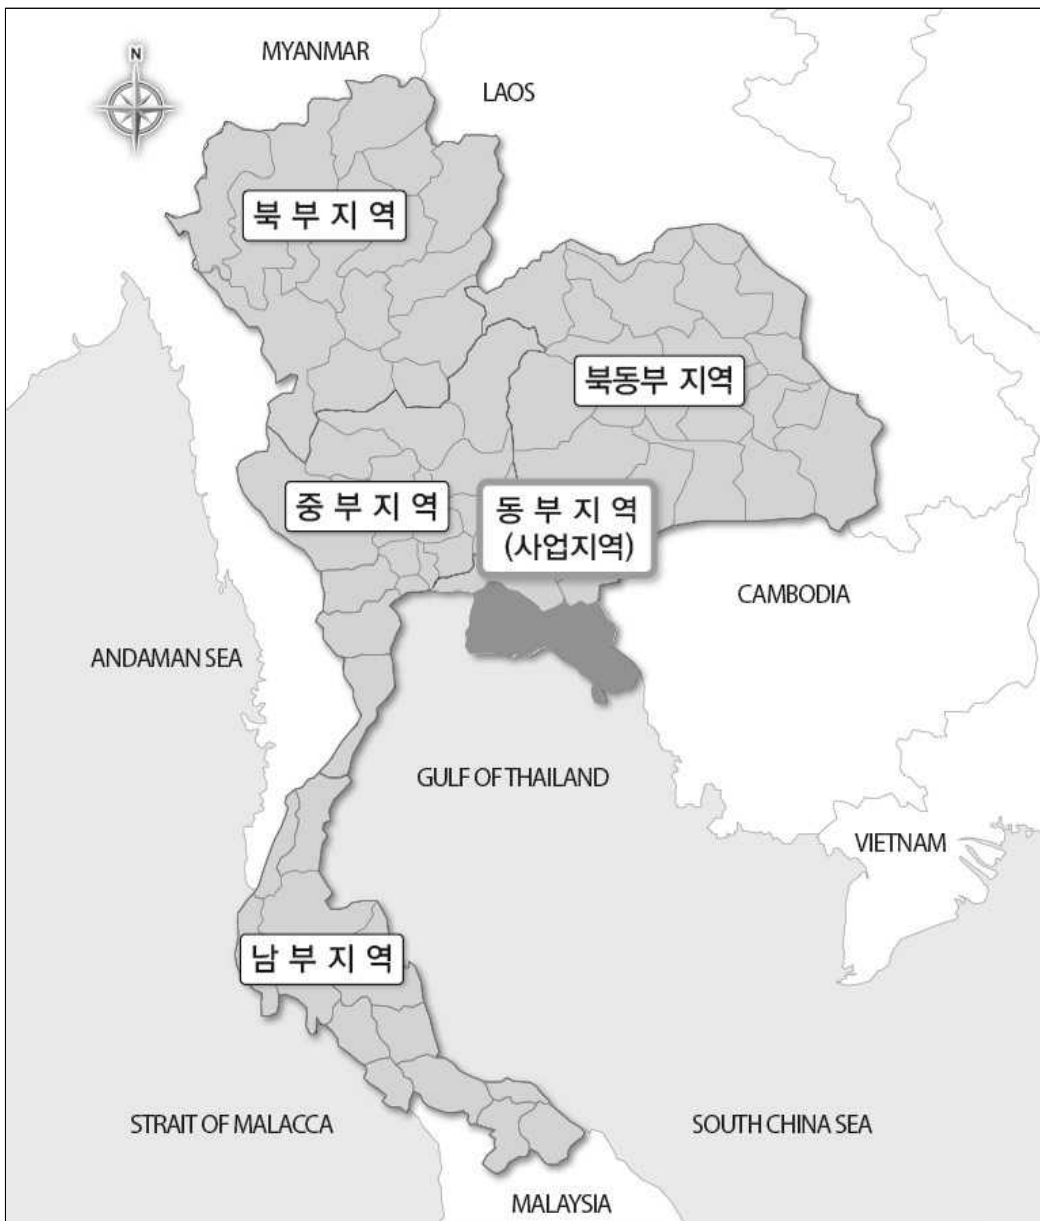 N
MYANMAR
LAOS
북 부 지 역
북동부 지역
중 부 지 역
동 부 지 역
(사업지역)
CAMBODIA
ANDAMAN SEA
GULF OF THAILAND
VIETNAM
남 부 지 역
STRAIT OF MALACCA
SOUTH CHINA SEA
MALAYSIA